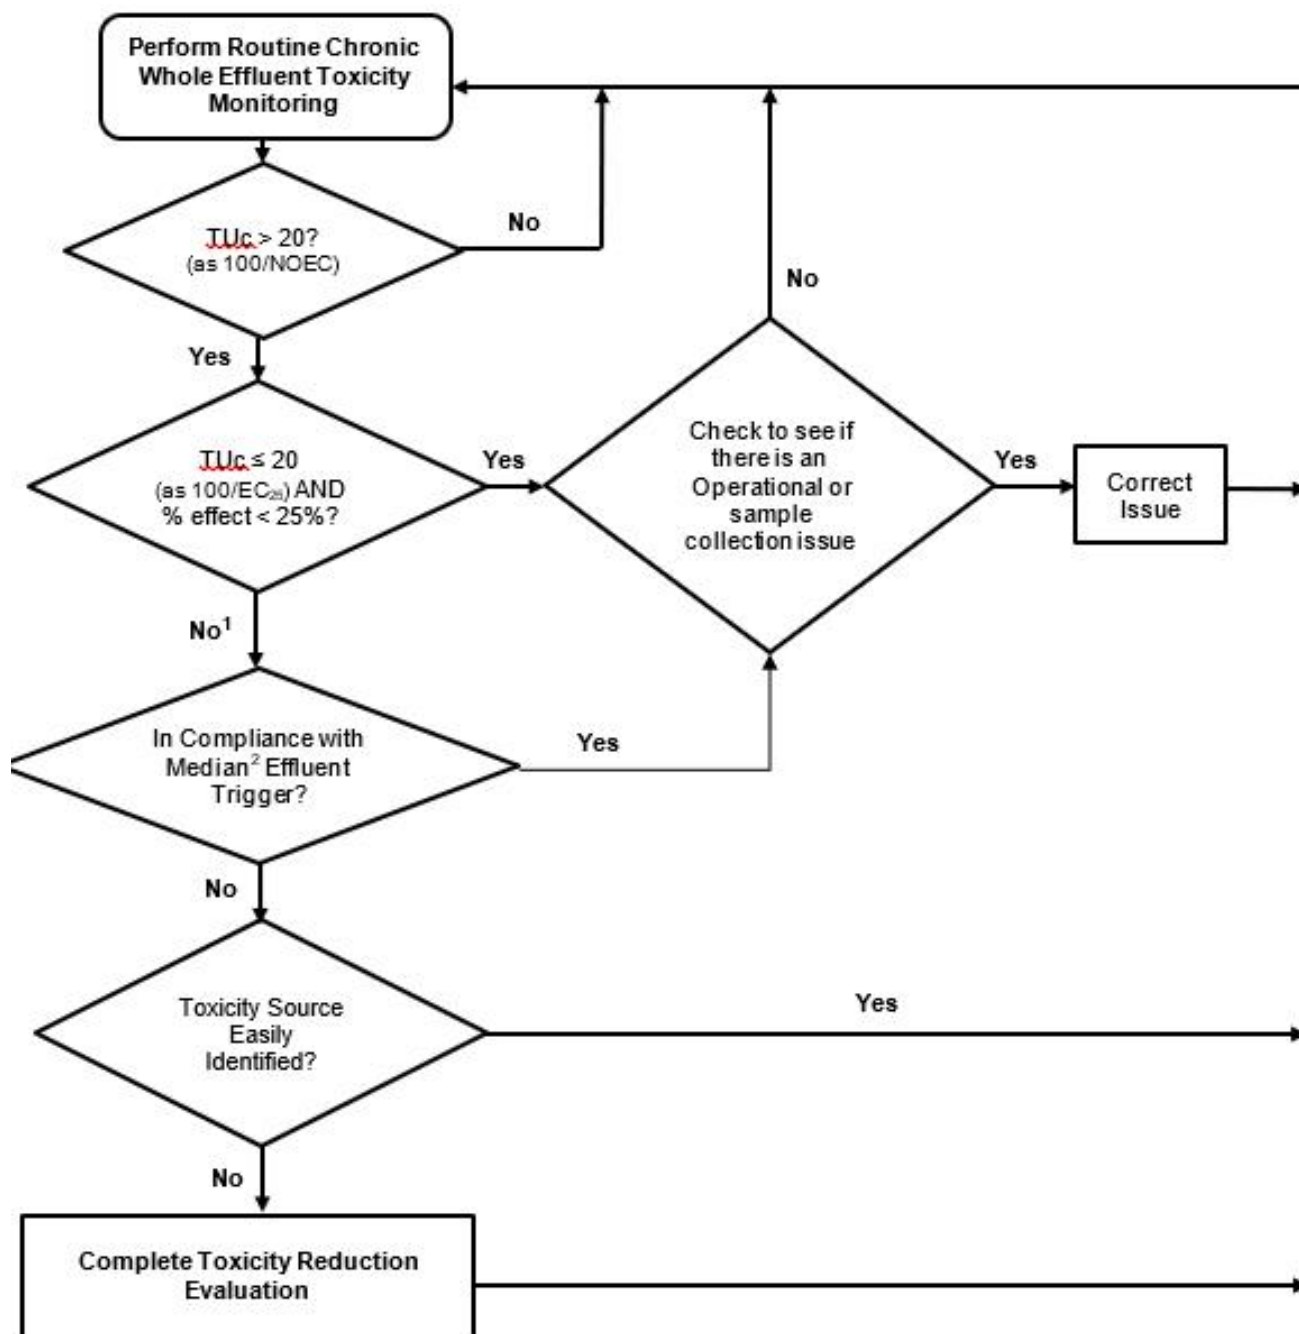 Perform Routine Chronic
Whole Effluent Toxicity
Monitoring
TUc > 20?
(as 100/NOEC)
No
Yes
TUc ≤ 20
(as 100/EC₂₅) AND
% effect < 25%?
Yes
Check to see if
there is an
Operational or
sample
collection issue
No
Yes
Correct
Issue
No¹
In Compliance with
Median² Effluent
Trigger?
Yes
No
Toxicity Source
Easily
Identified?
Yes
No
Complete Toxicity Reduction
Evaluation